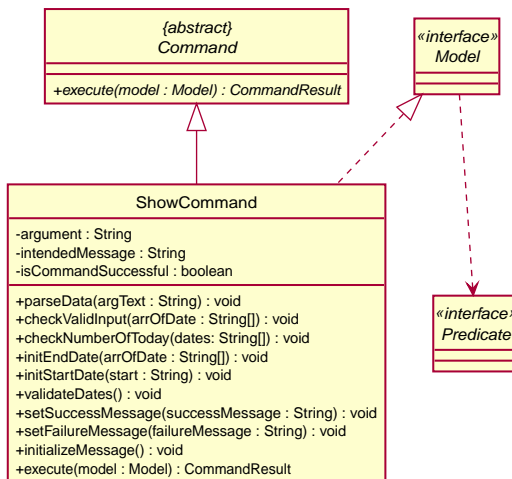 {abstract}
Command
+execute(model : Model) : CommandResult
«interface»
Model
ShowCommand
-argument : String
-intendedMessage : String
-isCommandSuccessful : boolean
+parseData(argText : String) : void
+checkValidInput(arrOfDate : String[]) : void
+checkNumberOfToday(dates: String[]) : void
+initEndDate(arrOfDate : String[]) : void
+initStartDate(start : String) : void
+validateDates() : void
+setSuccessMessage(successMessage : String) : void
+setFailureMessage(failureMessage : String) : void
+initializeMessage() : void
+execute(model : Model) : CommandResult
«interface»
Predicate